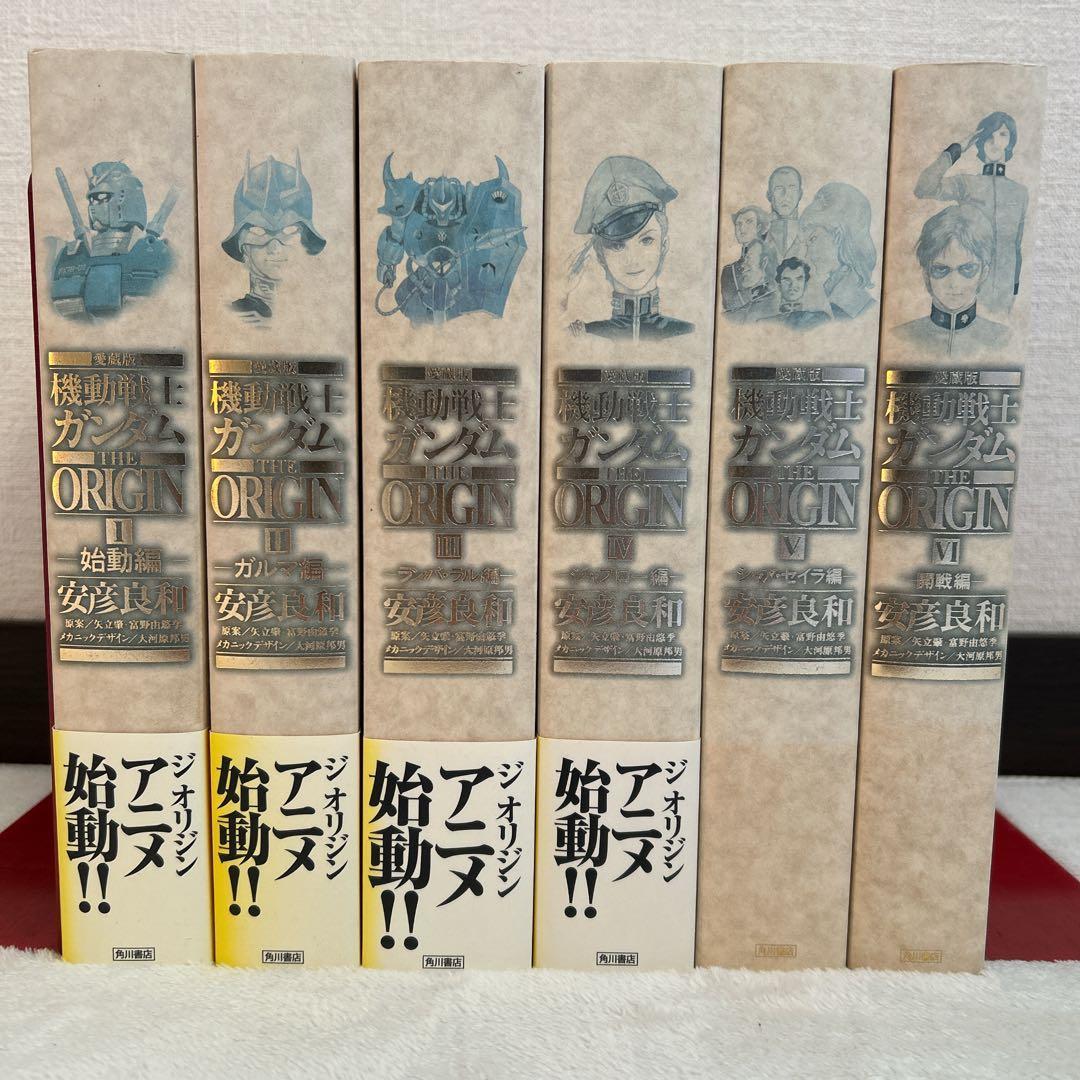 愛蔵版
機動戦士
ガンダム
THE
ORIGIN
I
始動編
安彦良和
原案／矢立肇・富野由悠季
メカニックデザイン／大河原邦男
ジ オリジン
アニメ
始動!!
角川書店
愛蔵版
機動戦士
ガンダム
THE
ORIGIN
II
ガルマ編
安彦良和
原案／矢立肇・富野由悠季
メカニックデザイン／大河原邦男
ジ オリジン
アニメ
始動!!
角川書店
愛蔵版
機動戦士
ガンダム
THE
ORIGIN
III
ランバ・ラル編
安彦良和
原案／矢立肇・富野由悠季
メカニックデザイン／大河原邦男
ジ オリジン
アニメ
始動!!
角川書店
愛蔵版
機動戦士
ガンダム
THE
ORIGIN
IV
ジャブロー編
安彦良和
原案／矢立肇・富野由悠季
メカニックデザイン／大河原邦男
ジ オリジン
アニメ
始動!!
角川書店
愛蔵版
機動戦士
ガンダム
THE
ORIGIN
V
シャア・セイラ編
安彦良和
原案／矢立肇・富野由悠季
メカニックデザイン／大河原邦男
角川書店
愛蔵版
機動戦士
ガンダム
THE
ORIGIN
VI
開戦編
安彦良和
原案／矢立肇・富野由悠季
メカニックデザイン／大河原邦男
角川書店